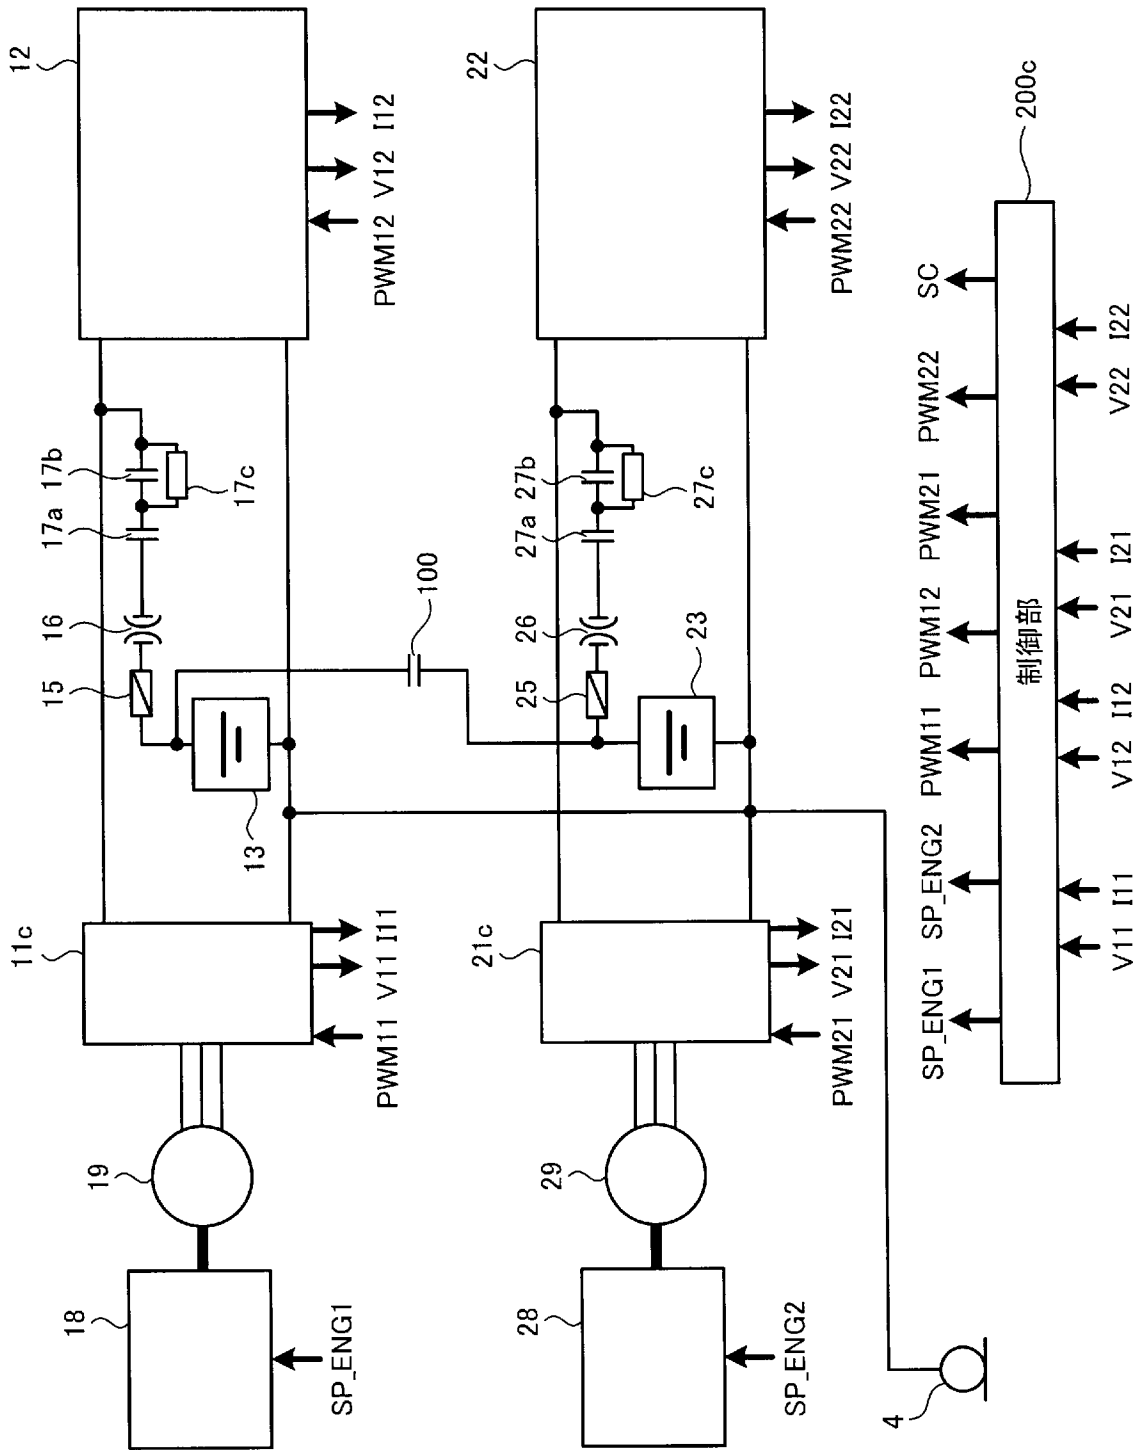 12
I12
V12
PWM12
17b
17a
17c
16
15
13
11c
I11
V11
PWM11
19
18
SP_ENG1
100
22
I22
V22
PWM22
27b
27a
27c
26
25
23
21c
I21
V21
PWM21
29
28
SP_ENG2
4
200c
制御部
SP_ENG1
SP_ENG2
PWM11
PWM12
PWM21
PWM22
SC
V11
I11
V12
I12
V21
I21
V22
I22